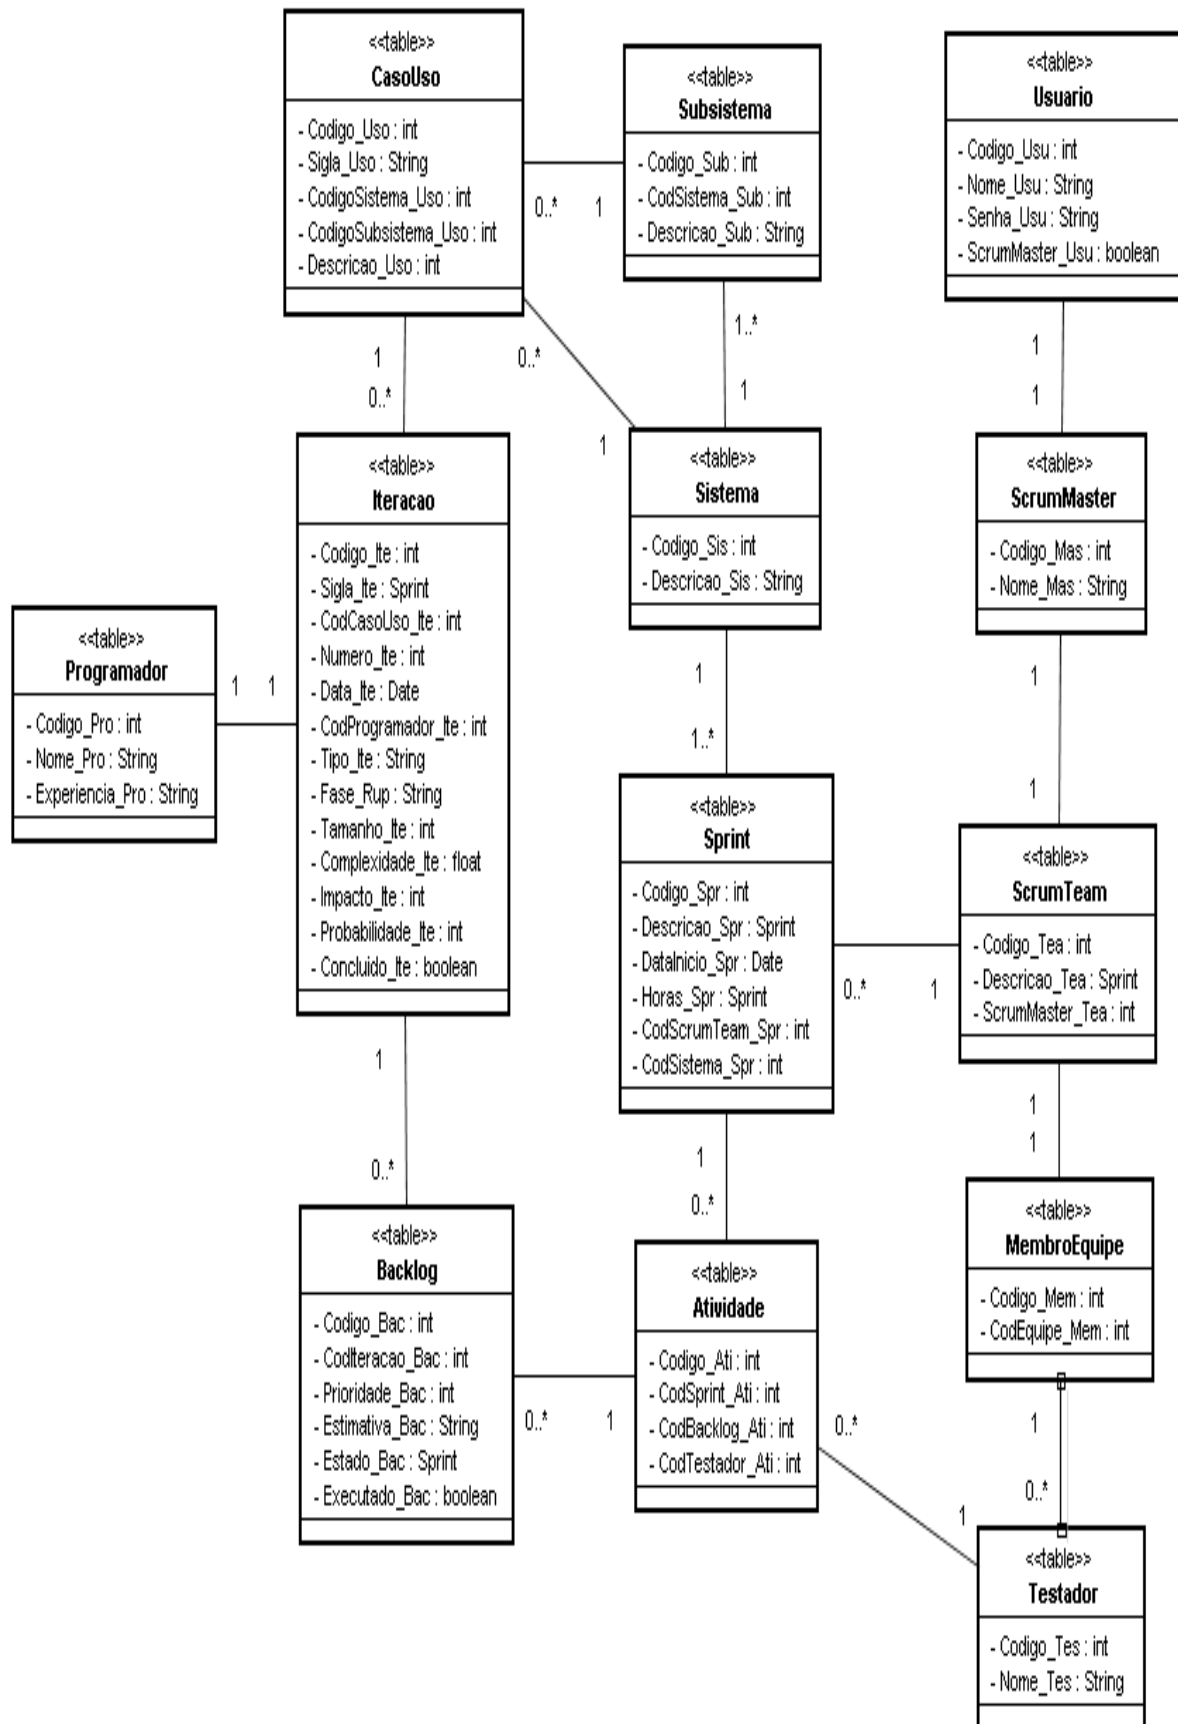 <<table>>
CasoUso
- Codigo_Uso : int
- Sigla_Uso : String
- CodigoSistema_Uso : int
- CodigoSubsistema_Uso : int
- Descricao_Uso : int
<<table>>
Subsistema
- Codigo_Sub : int
- CodSistema_Sub : int
- Descricao_Sub : String
<<table>>
Usuario
- Codigo_Usu : int
- Nome_Usu : String
- Senha_Usu : String
- ScrumMaster_Usu : boolean
0..*
1
1
0..*
0..*
1
1..*
1
1
1
<<table>>
Iteracao
- Codigo_Ite : int
- Sigla_Ite : Sprint
- CodCasoUso_Ite : int
- Numero_Ite : int
- Data_Ite : Date
- CodProgramador_Ite : int
- Tipo_Ite : String
- Fase_Rup : String
- Tamanho_Ite : int
- Complexidade_Ite : float
- Impacto_Ite : int
- Probabilidade_Ite : int
- Concluido_Ite : boolean
<<table>>
Sistema
- Codigo_Sis : int
- Descricao_Sis : String
<<table>>
ScrumMaster
- Codigo_Mas : int
- Nome_Mas : String
<<table>>
Programador
- Codigo_Pro : int
- Nome_Pro : String
- Experiencia_Pro : String
1
1
1
1..*
1
1
<<table>>
Sprint
- Codigo_Spr : int
- Descricao_Spr : Sprint
- DataInicio_Spr : Date
- Horas_Spr : Sprint
- CodScrumTeam_Spr : int
- CodSistema_Spr : int
<<table>>
ScrumTeam
- Codigo_Tea : int
- Descricao_Tea : Sprint
- ScrumMaster_Tea : int
0..*
1
1
0..*
1
0..*
1
1
<<table>>
Backlog
- Codigo_Bac : int
- CodIteracao_Bac : int
- Prioridade_Bac : int
- Estimativa_Bac : String
- Estado_Bac : Sprint
- Executado_Bac : boolean
<<table>>
Atividade
- Codigo_Ati : int
- CodSprint_Ati : int
- CodBacklog_Ati : int
- CodTestador_Ati : int
<<table>>
MembroEquipe
- Codigo_Mem : int
- CodEquipe_Mem : int
0..*
1
0..*
1
1
0..*
<<table>>
Testador
- Codigo_Tes : int
- Nome_Tes : String